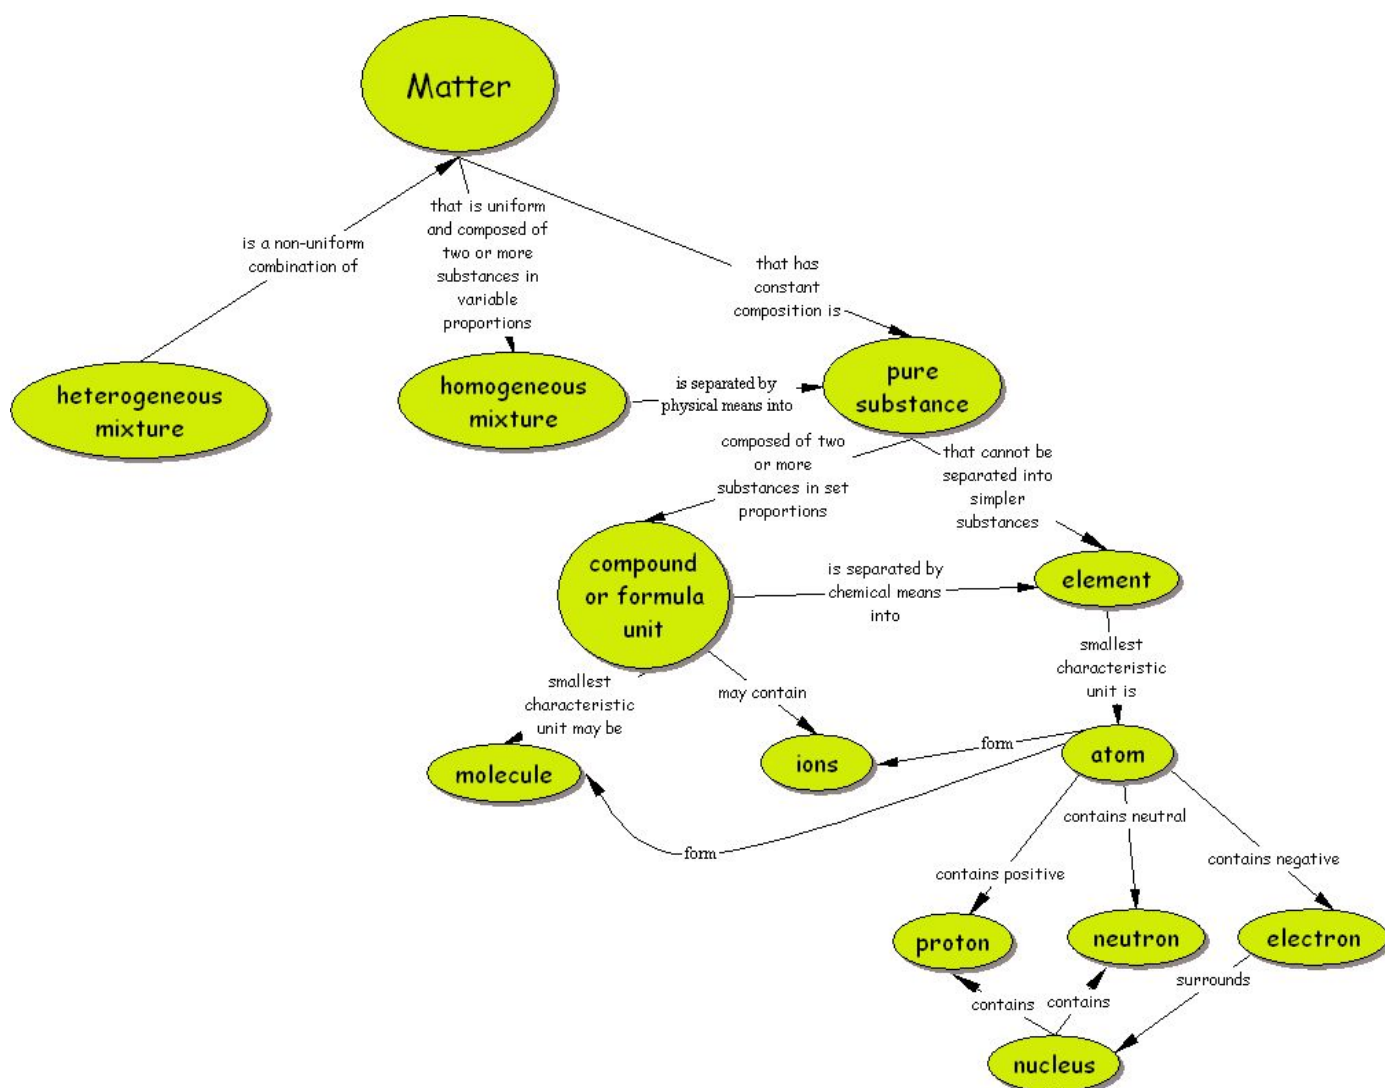 Matter
is a non-uniform
combination of
that is uniform
and composed of
two or more
substances in
variable
proportions
that has
constant
composition is
heterogeneous
mixture
homogeneous
mixture
is separated by
physical means into
pure
substance
composed of two
or more
substances in set
proportions
that cannot be
separated into
simpler
substances
compound
or formula
unit
is separated by
chemical means
into
element
smallest
characteristic
unit may be
may contain
smallest
characteristic
unit is
molecule
ions
form
atom
form
contains positive
contains neutral
contains negative
proton
neutron
electron
contains
contains
surrounds
nucleus